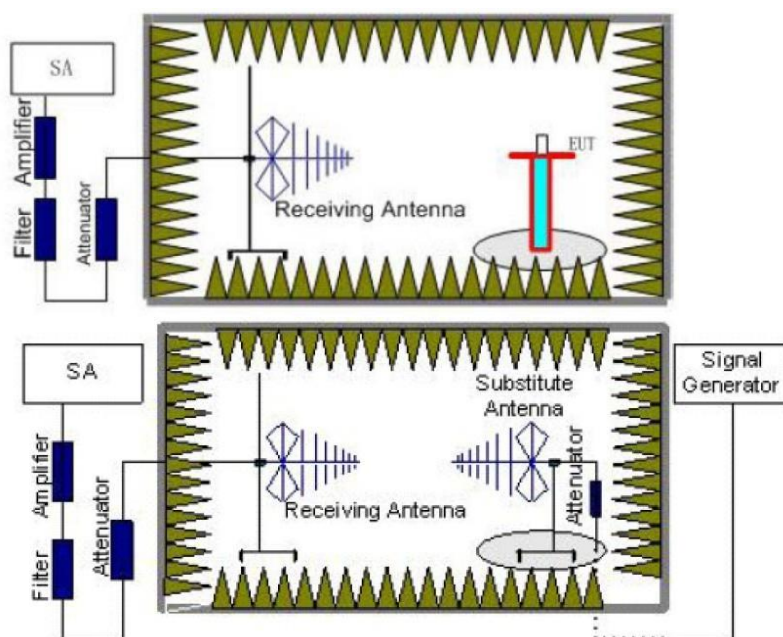 SA
Amplifier
Filter
Attenuator
Receiving Antenna
EUT
SA
Amplifier
Filter
Attenuator
Receiving Antenna
Substitute
Antenna
Attenuator
Signal
Generator